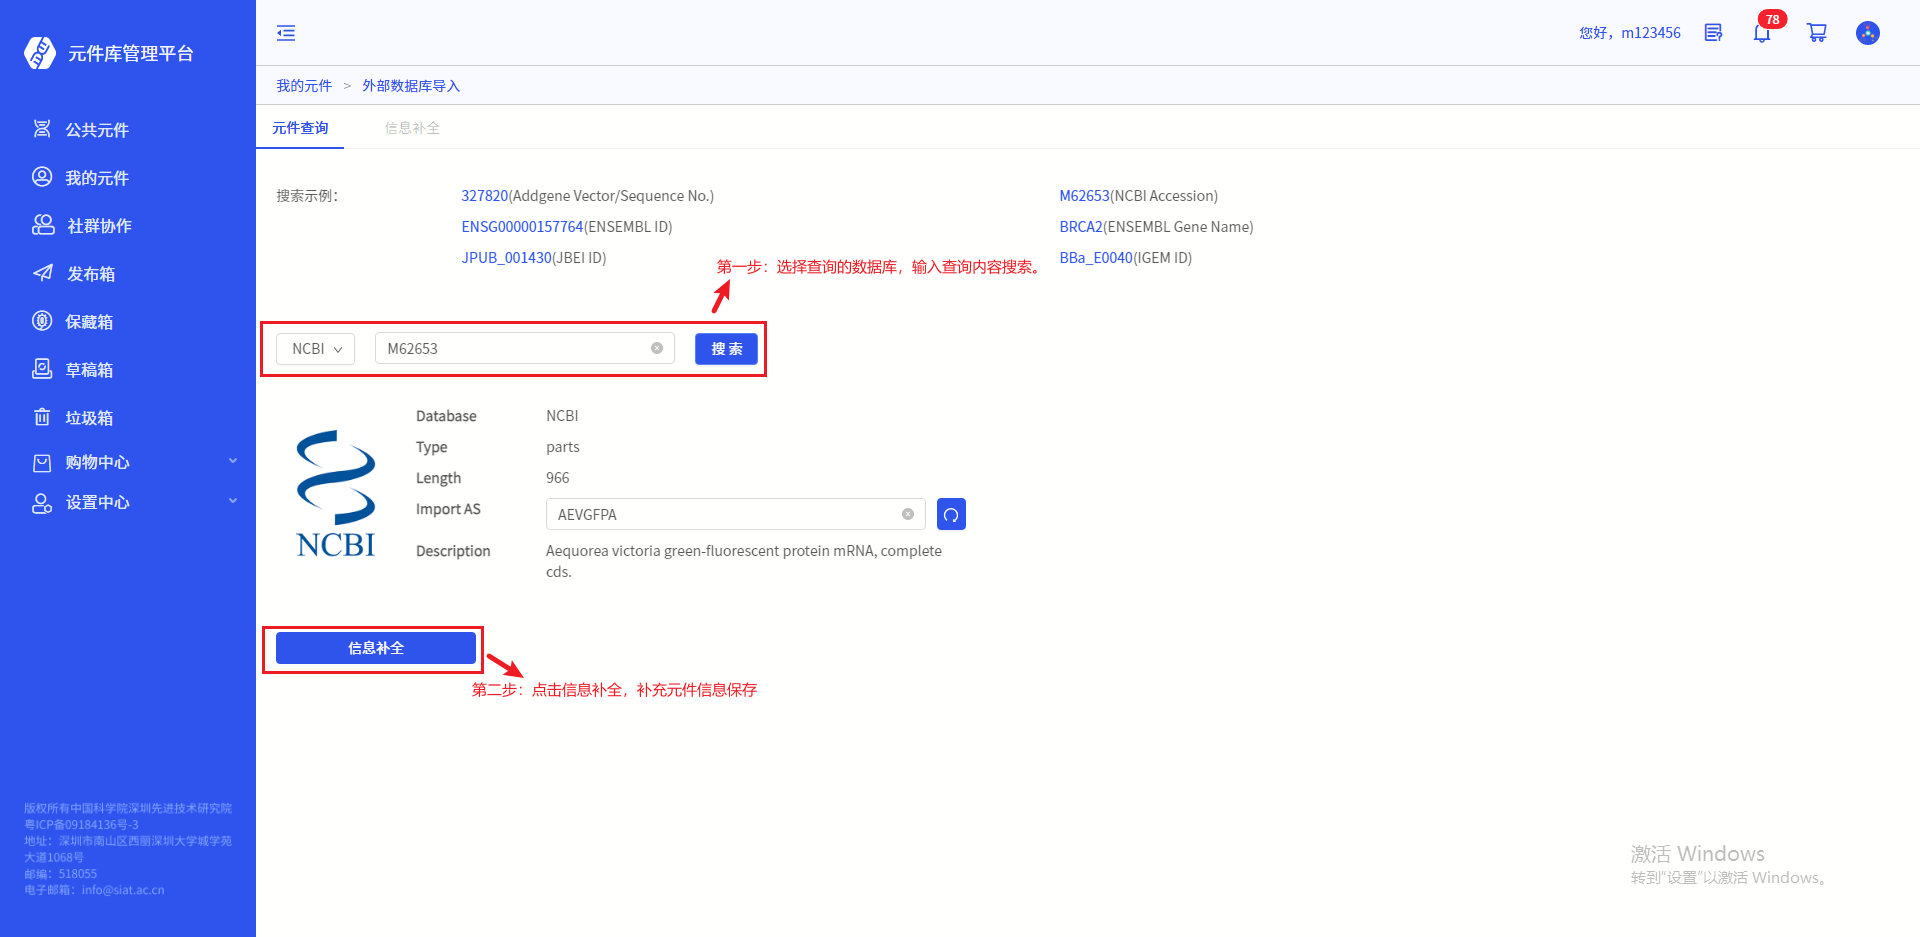 元件库管理平台
您好，m123456
78
我的元件 > 外部数据库导入
元件查询 信息补全
公共元件
我的元件
社群协作
发布箱
保藏箱
草稿箱
垃圾箱
购物中心
设置中心
搜索示例：
327820(Addgene Vector/Sequence No.)
M62653(NCBI Accession)
ENSG00000157764(ENSEMBL ID)
BRCA2(ENSEMBL Gene Name)
JPUB_001430(JBEI ID)
BBa_E0040(IGEM ID)
第一步：选择查询的数据库，输入查询内容搜索。
NCBI M62653 搜 索
NCBI
Database NCBI
Type parts
Length 966
Import AS AEVGFPA
Description Aequorea victoria green-fluorescent protein mRNA, complete
cds.
信息补全
第二步：点击信息补全，补充元件信息保存
版权所有中国科学院深圳先进技术研究院
粤ICP备09184136号-3
地址：深圳市南山区西丽深圳大学城学苑
大道1068号
邮编：518055
电子邮箱：info@siat.ac.cn
激活 Windows
转到“设置”以激活 Windows。